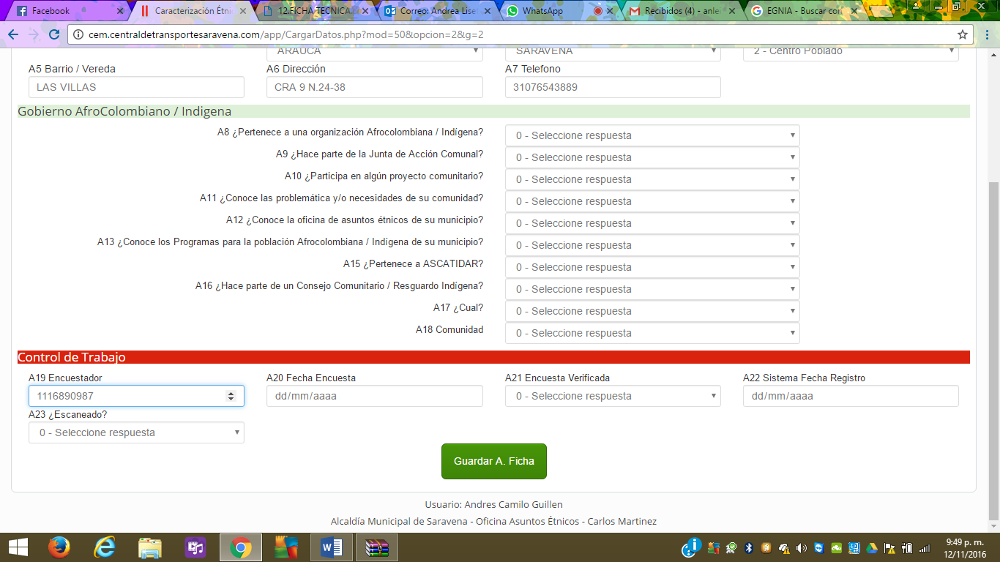 Facebook
Caracterización Étni
12.FICHA TECNICA.
Correo: Andrea Liset
WhatsApp
Recibidos (4) - anle
EGNIA - Buscar con
cem.centraldetransportesaravena.com/app/CargarDatos.php?mod=50&opcion=2&g=2
ARAUCA
SARAVENA
2 - Centro Poblado
A5 Barrio / Vereda
A6 Dirección
A7 Telefono
LAS VILLAS
CRA 9 N.24-38
31076543889
Gobierno AfroColombiano / Indigena
A8 ¿Pertenece a una organización Afrocolombiana / Indígena?
0 - Seleccione respuesta
A9 ¿Hace parte de la Junta de Acción Comunal?
0 - Seleccione respuesta
A10 ¿Participa en algún proyecto comunitario?
0 - Seleccione respuesta
A11 ¿Conoce las problemática y/o necesidades de su comunidad?
0 - Seleccione respuesta
A12 ¿Conoce la oficina de asuntos étnicos de su municipio?
0 - Seleccione respuesta
A13 ¿Conoce los Programas para la población Afrocolombiana / Indígena de su municipio?
0 - Seleccione respuesta
A15 ¿Pertenece a ASCATIDAR?
0 - Seleccione respuesta
A16 ¿Hace parte de un Consejo Comunitario / Resguardo Indígena?
0 - Seleccione respuesta
A17 ¿Cual?
0 - Seleccione respuesta
A18 Comunidad
0 - Seleccione respuesta
Control de Trabajo
A19 Encuestador
A20 Fecha Encuesta
A21 Encuesta Verificada
A22 Sistema Fecha Registro
1116890987
dd/mm/aaaa
0 - Seleccione respuesta
dd/mm/aaaa
A23 ¿Escaneado?
0 - Seleccione respuesta
Guardar A. Ficha
Usuario: Andres Camilo Guillen
Alcaldía Municipal de Saravena - Oficina Asuntos Étnicos - Carlos Martinez
9:49 p. m.
12/11/2016